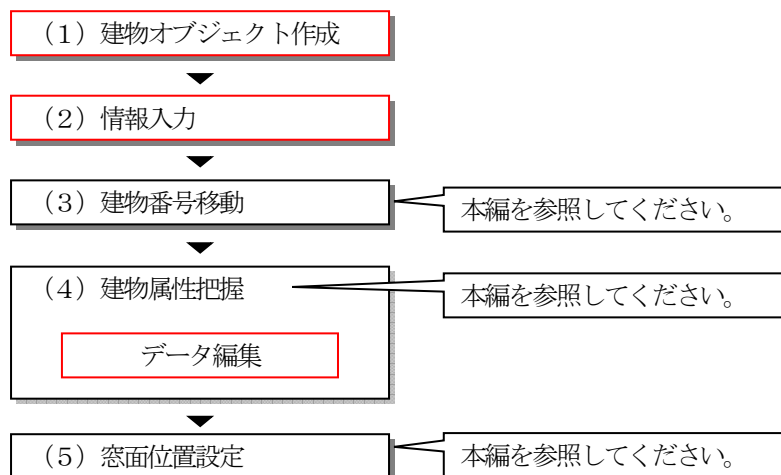 （１）建物オブジェクト作成
（２）情報入力
（３）建物番号移動
本編を参照してください。
（４）建物属性把握
本編を参照してください。
データ編集
（５）窓面位置設定
本編を参照してください。